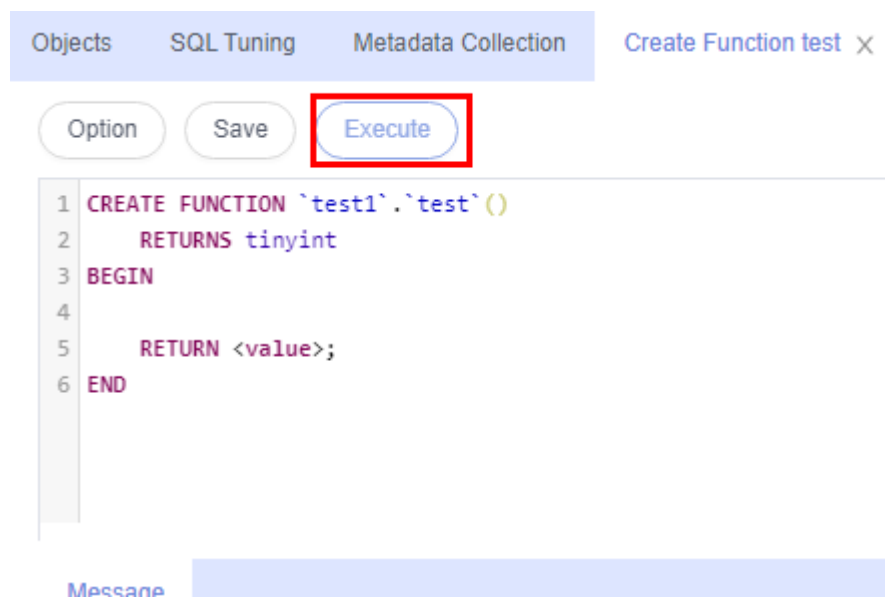 Objects SQL Tuning Metadata Collection Create Function test X
Option Save Execute
1 CREATE FUNCTION `test1`.`test`()
2     RETURNS tinyint
3 BEGIN
4
5     RETURN <value>;
6 END
Message